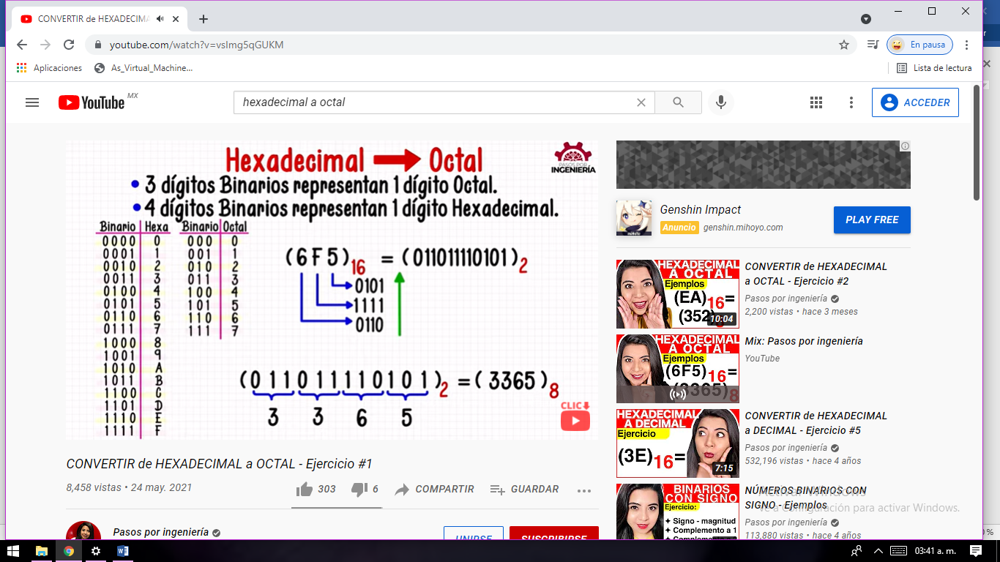 CONVERTIR de HEXADECIMA
youtube.com/watch?v=vsImg5qGUKM
En pausa
Aplicaciones
As_Virtual_Machine...
Lista de lectura
YouTube MX
hexadecimal a octal
ACCEDER
Hexadecimal Octal
PASOS POR
INGENIERÍA
• 3 dígitos Binarios representan 1 dígito Octal.
• 4 dígitos Binarios representan 1 dígito Hexadecimal.
Binario Hexa Binario Octal
0000 0 000 0
0001 1 001 1
0010 2 010 2
0011 3 011 3
0100 4 100 4
0101 5 101 5
0110 6 110 6
0111 7 111 7
1000 8
1001 9
1010 A
1011 B
1100 C
1101 D
1110 E
1111 F
(6F5)16 = (011011110101)2
0101
1111
0110
(011011110101)2 = (3365)8
3 3 6 5
CLIC
CONVERTIR de HEXADECIMAL a OCTAL - Ejercicio #1
8,458 vistas • 24 may. 2021
303
6
COMPARTIR
GUARDAR
Pasos por ingeniería
UNIRSE
SUSCRIBIRSE
Genshin Impact
Anuncio genshin.mihoyo.com
PLAY FREE
HEXADECIMAL
A OCTAL
Ejemplos
(EA)16=
(352)
10:04
CONVERTIR de HEXADECIMAL
a OCTAL - Ejercicio #2
Pasos por ingeniería
2,200 vistas • hace 3 meses
HEXADECIMAL
A OCTAL
Ejemplos
(6F5)16=
(3365)8
Mix: Pasos por ingeniería
YouTube
HEXADECIMAL
A DECIMAL
Ejercicio
(3E)16=
7:15
CONVERTIR de HEXADECIMAL
a DECIMAL - Ejercicio #5
Pasos por ingeniería
532,196 vistas • hace 4 años
BINARIOS
CON SIGNO
Ejercicio:
Signo - magnitud
Complemento a 1
NÚMEROS BINARIOS CON
SIGNO - Ejemplos
Pasos por ingeniería
113,880 vistas • hace 4 años
Activar Windows
Ve a Configuración para activar Windows.
03:41 a. m.